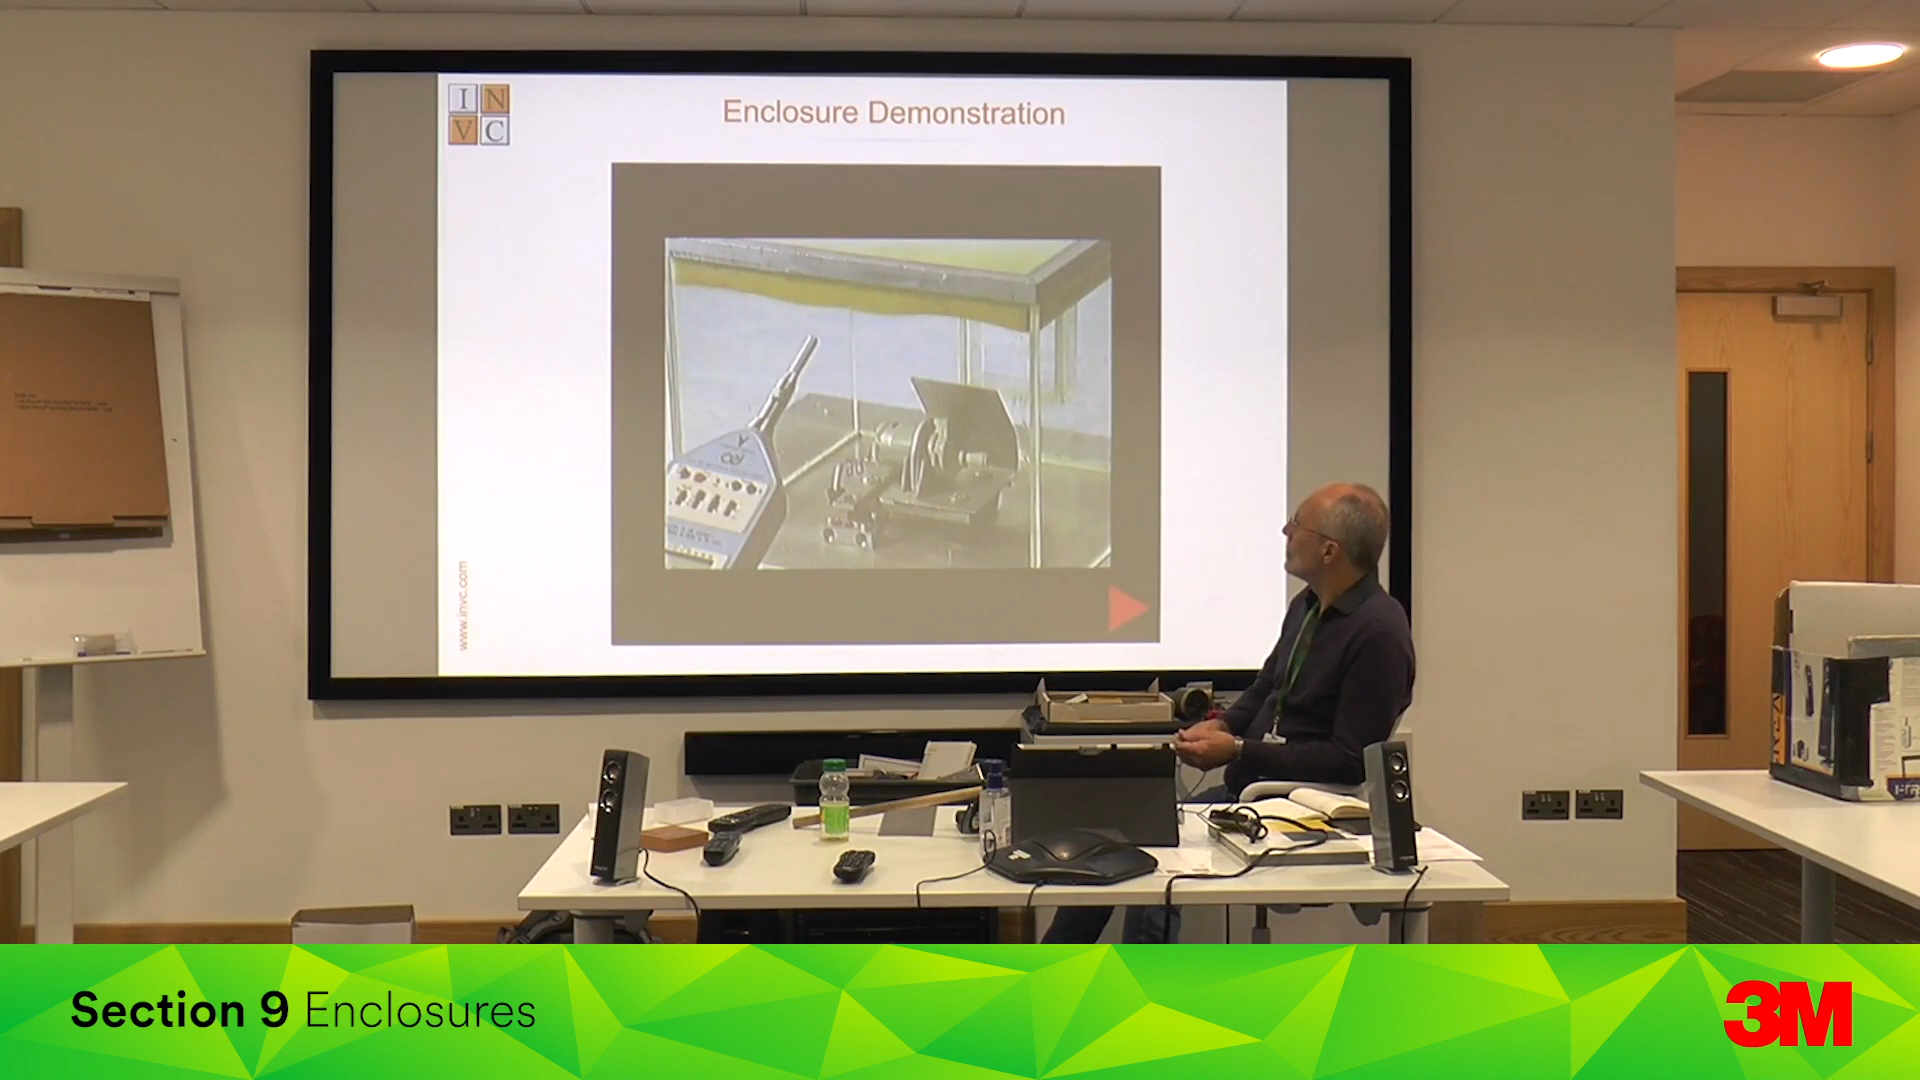 I N
V C
Enclosure Demonstration
www.invc.com
Section 9 Enclosures
3M